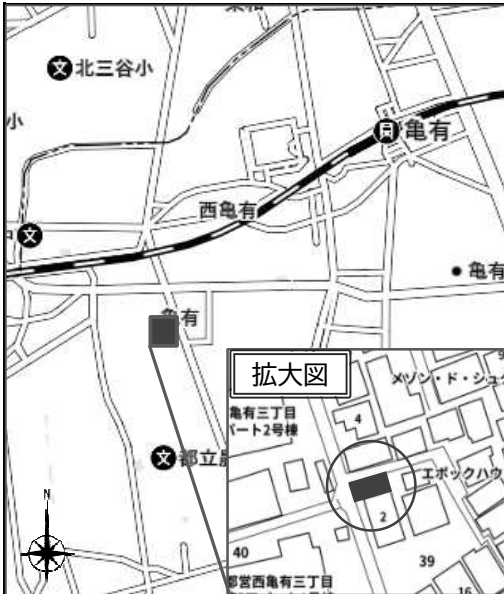 北三谷小
小
亀有
西亀有
亀有
亀有
拡大図
メゾン・ド・シュ
亀有三丁目
パート2号棟
4
エポックハウ
2
N
40
39
都営西亀有三丁目
16